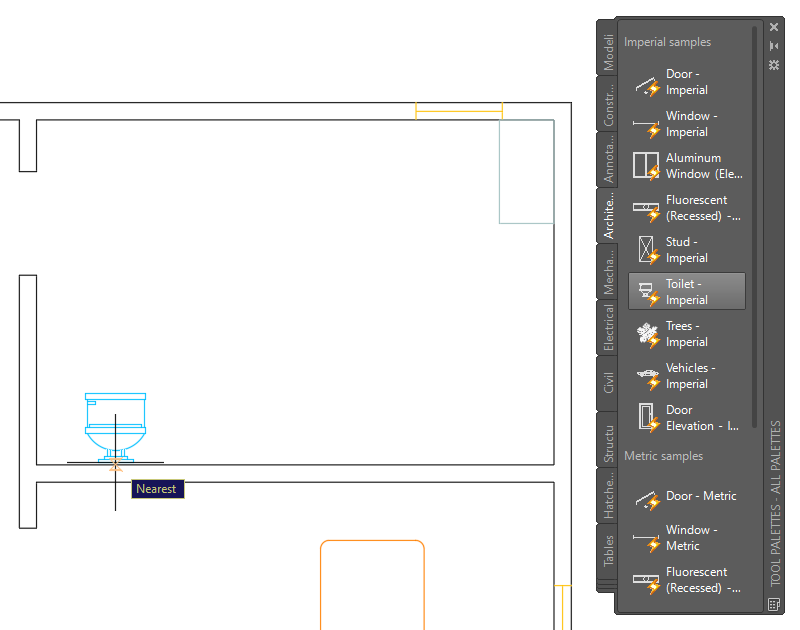 Imperial samples
Door -
Imperial
Window -
Imperial
Aluminum
Window (Ele...
Fluorescent
(Recessed) -...
Stud -
Imperial
Toilet -
Imperial
Trees -
Imperial
Vehicles -
Imperial
Door
Elevation - I...
Metric samples
Door - Metric
Window -
Metric
Fluorescent
(Recessed) -...
Modeli
Constr...
Annota...
Archite...
Mecha...
Electrical
Civil
Structu
Hatche...
Tables
TOOL PALETTES - ALL PALETTES
Nearest